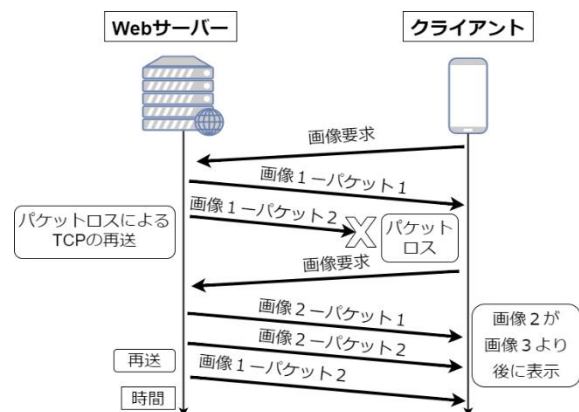 Webサーバー
クライアント
画像要求
画像１ーパケット１
画像１ーパケット２
パケットロスによる
TCPの再送
パケット
ロス
画像要求
画像２ーパケット１
画像２ーパケット２
画像２が
画像３より
後に表示
再送
画像１ーパケット２
時間